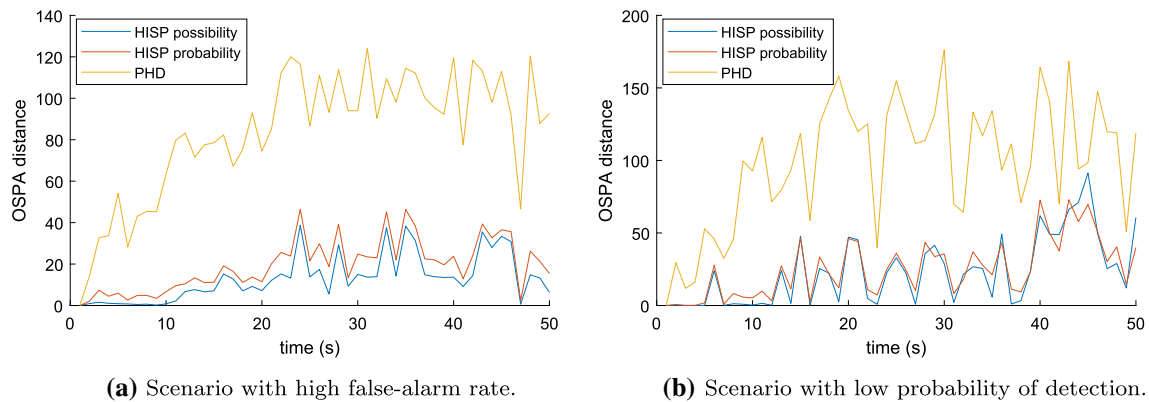 140
120
100
80
60
40
20
0
OSPA distance
HISP possibility
HISP probability
PHD
0 10 20 30 40 50
time (s)
(a) Scenario with high false-alarm rate.
200
150
100
50
0
OSPA distance
HISP possibility
HISP probability
PHD
0 10 20 30 40 50
time (s)
(b) Scenario with low probability of detection.